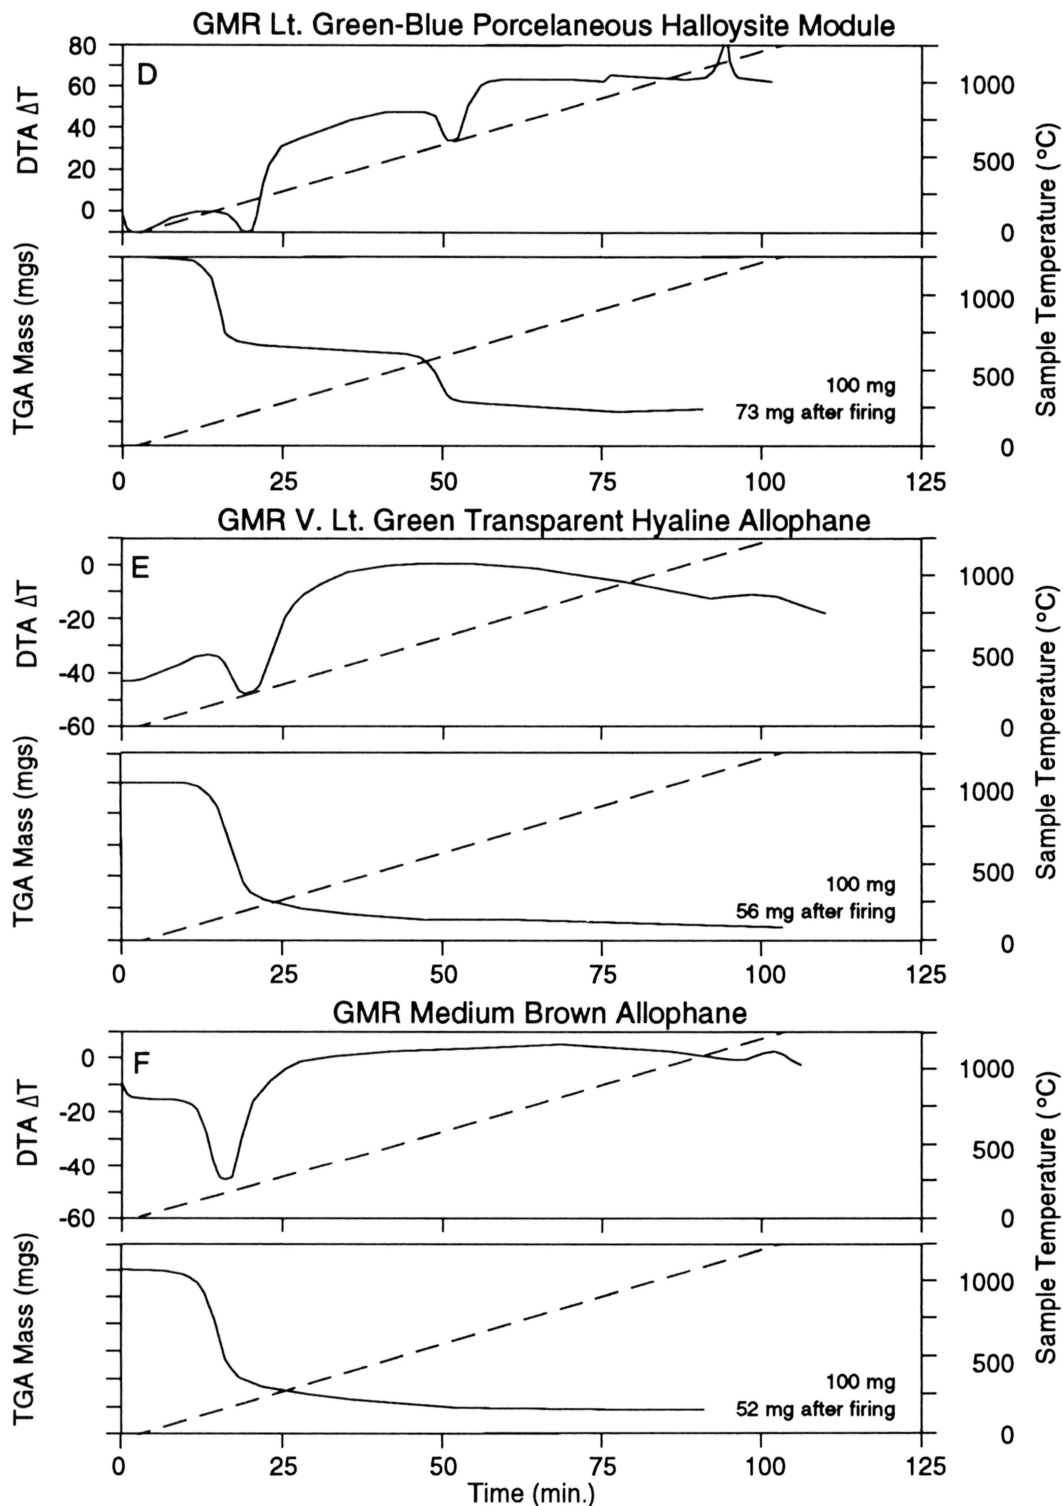 GMR Lt. Green-Blue Porcelaneous Halloysite Module
D
DTA ΔT
80
60
40
20
0
1000
500
0
Sample Temperature (°C)
TGA Mass (mgs)
1000
500
0
100 mg
73 mg after firing
0 25 50 75 100 125
GMR V. Lt. Green Transparent Hyaline Allophane
E
DTA ΔT
0
-20
-40
-60
1000
500
0
Sample Temperature (°C)
TGA Mass (mgs)
1000
500
0
100 mg
56 mg after firing
0 25 50 75 100 125
GMR Medium Brown Allophane
F
DTA ΔT
0
-20
-40
-60
1000
500
0
Sample Temperature (°C)
TGA Mass (mgs)
1000
500
0
100 mg
52 mg after firing
0 25 50 75 100 125
Time (min.)